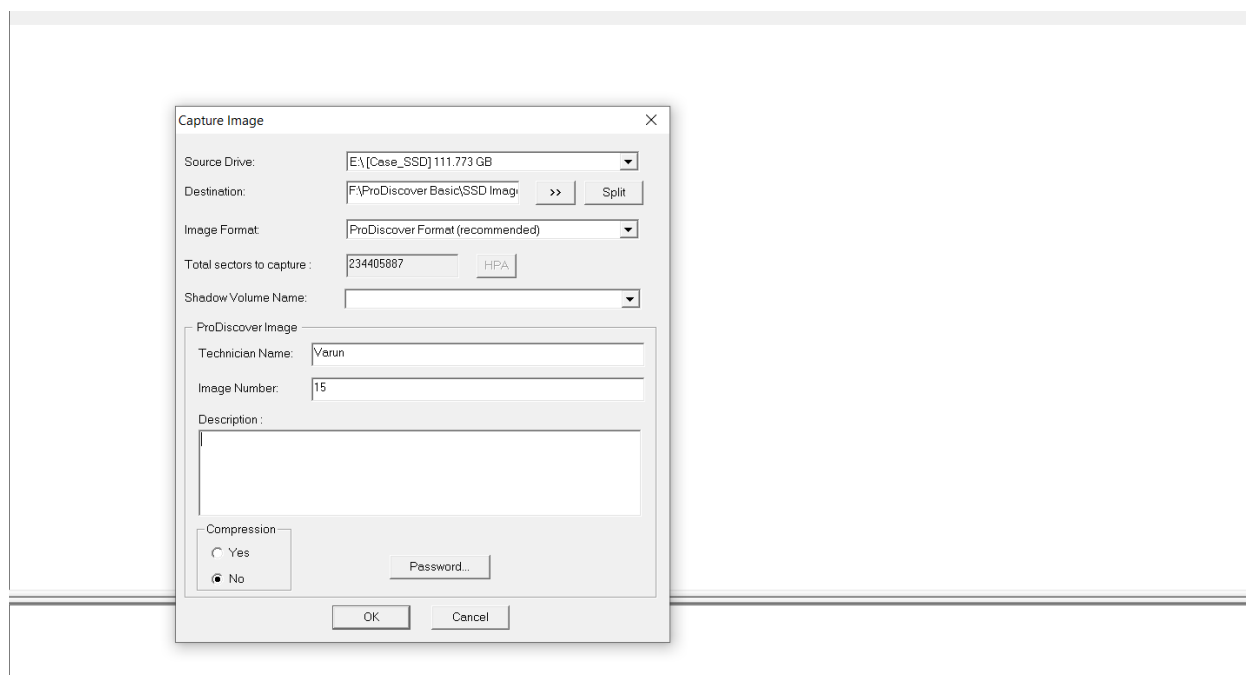 Capture Image
Source Drive: E:\ [Case_SSD] 111.773 GB
Destination: F:\ProDiscover Basic\SSD Imag >> Split
Image Format: ProDiscover Format (recommended)
Total sectors to capture : 234405887 HPA
Shadow Volume Name:
ProDiscover Image
Technician Name: Varun
Image Number: 15
Description :
Compression
Yes
Password...
No
OK Cancel